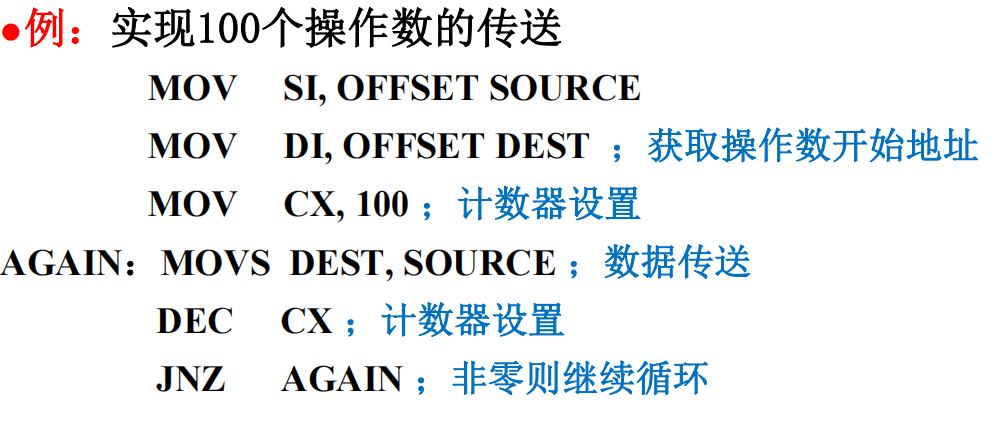 ●例：实现100个操作数的传送
MOV SI, OFFSET SOURCE
MOV DI, OFFSET DEST ；获取操作数开始地址
MOV CX, 100 ；计数器设置
AGAIN：MOVS DEST, SOURCE ；数据传送
DEC CX ；计数器设置
JNZ AGAIN ；非零则继续循环